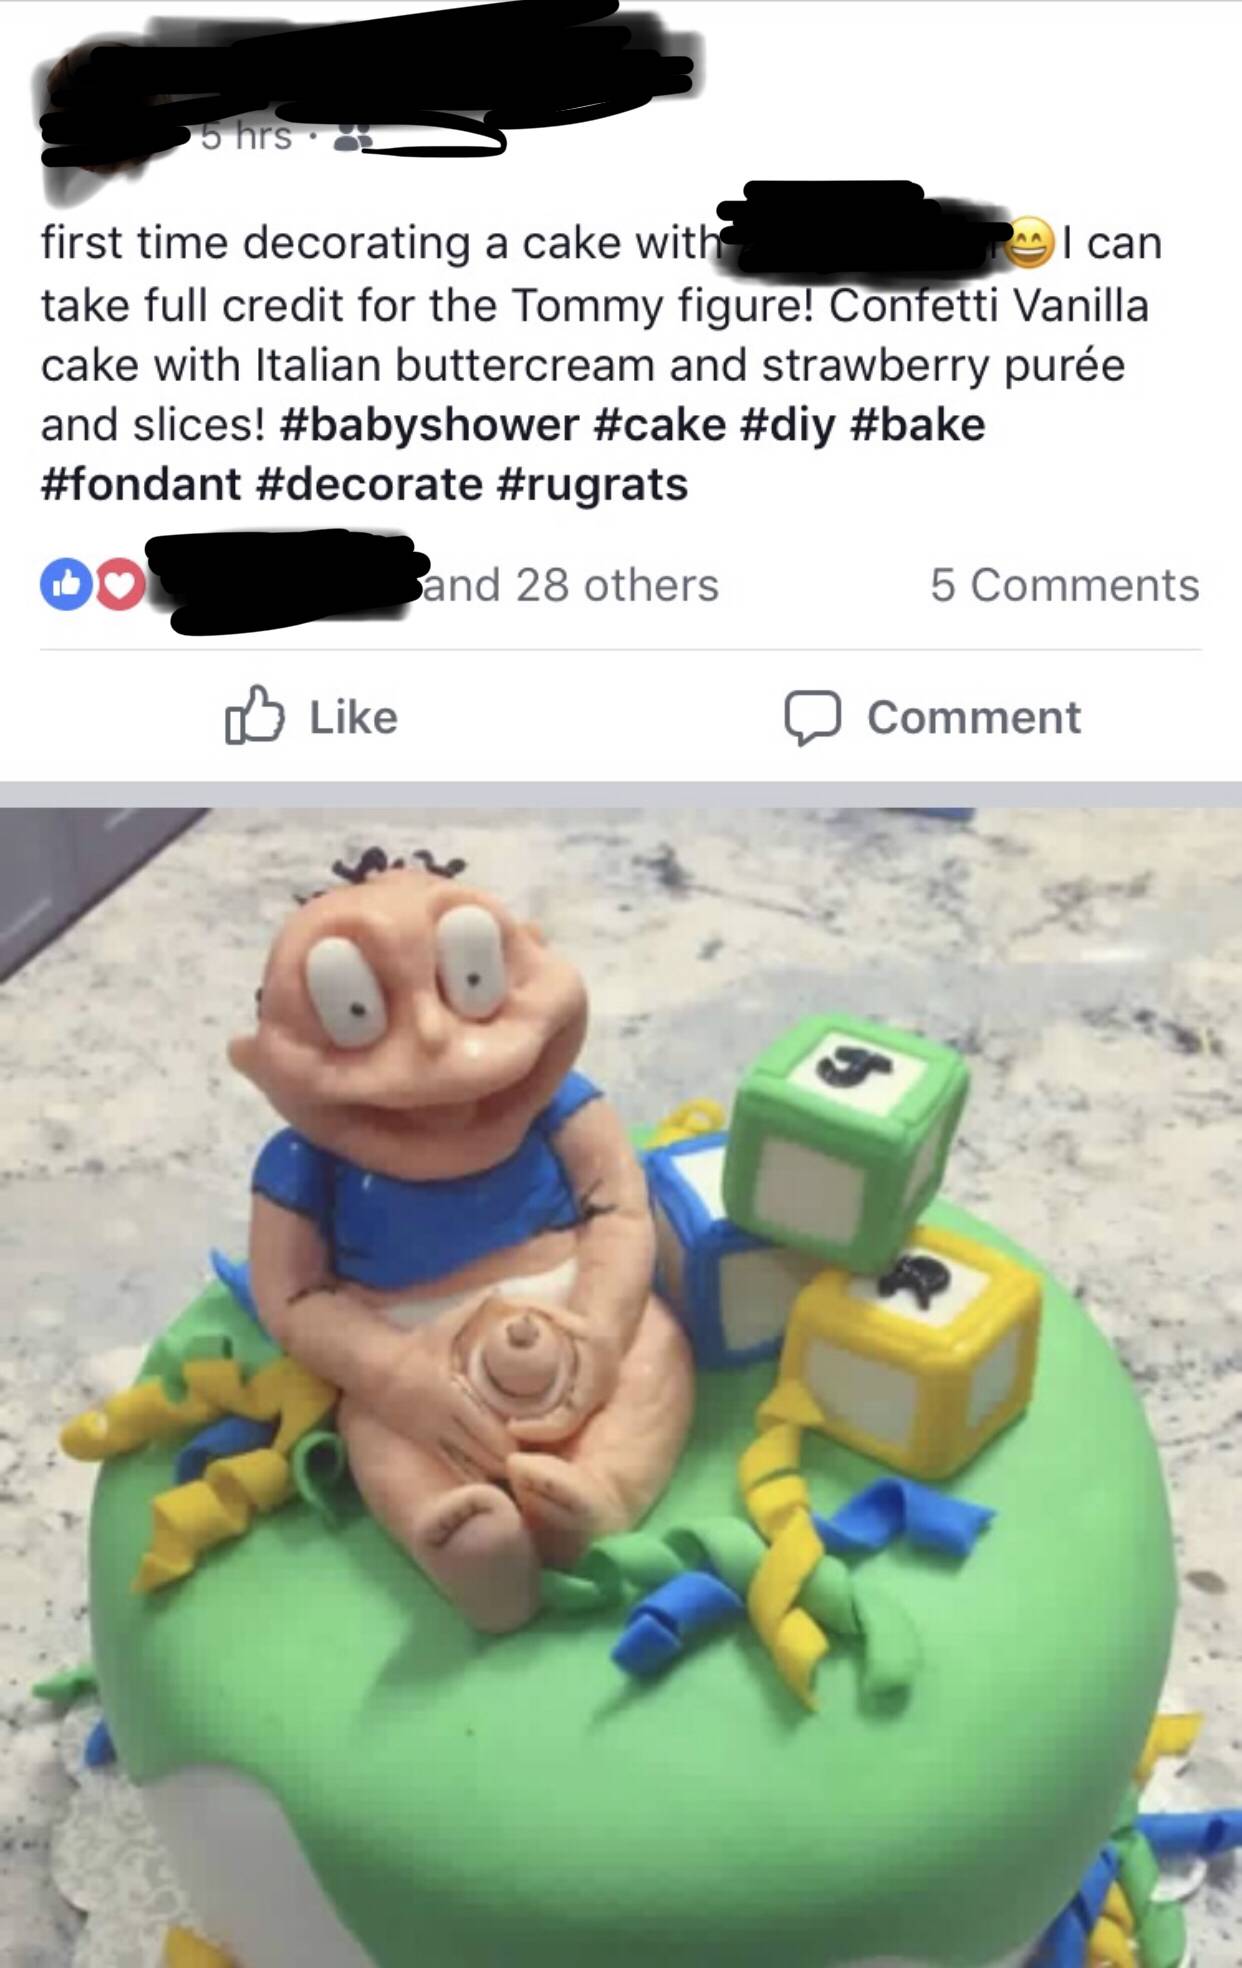 5 hrs ·
first time decorating a cake with 😄 I can
take full credit for the Tommy figure! Confetti Vanilla
cake with Italian buttercream and strawberry purée
and slices! #babyshower #cake #diy #bake
#fondant #decorate #rugrats
and 28 others 5 Comments
Like Comment
J
R